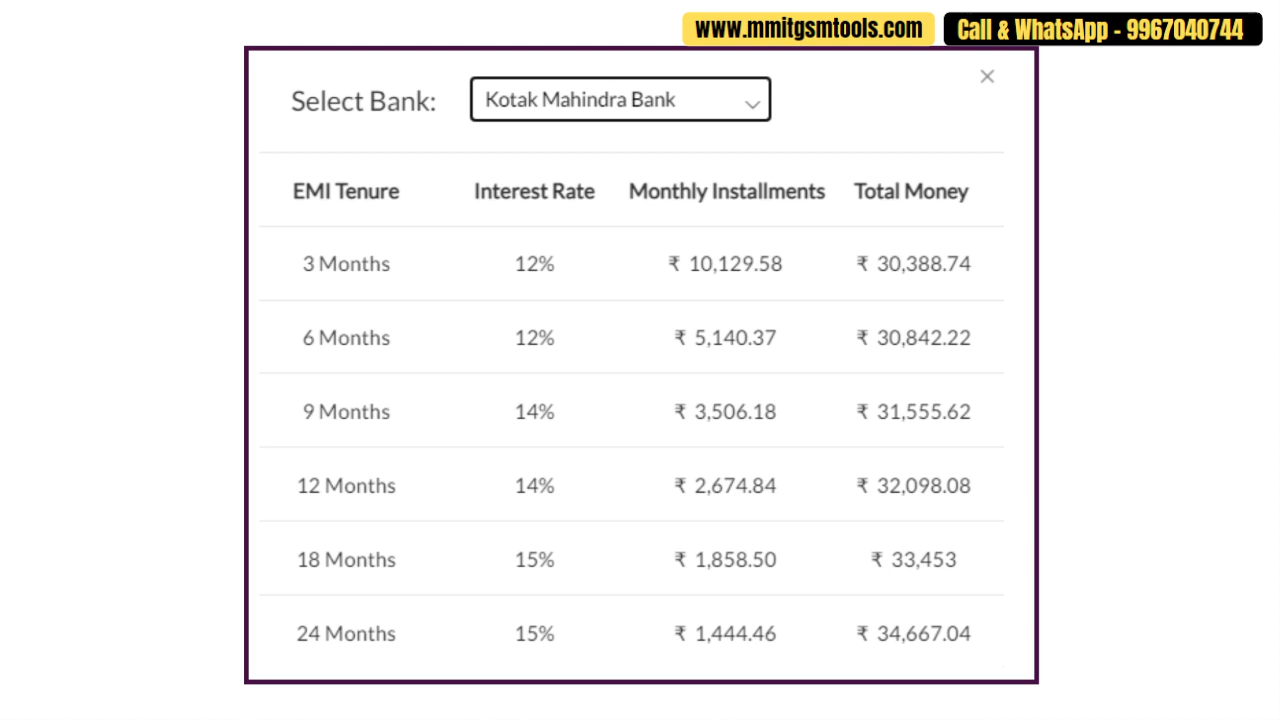 www.mmitgsmtools.com Call & WhatsApp - 9967040744
Select Bank: Kotak Mahindra Bank
EMI Tenure Interest Rate Monthly Installments Total Money
3 Months 12% ₹ 10,129.58 ₹ 30,388.74
6 Months 12% ₹ 5,140.37 ₹ 30,842.22
9 Months 14% ₹ 3,506.18 ₹ 31,555.62
12 Months 14% ₹ 2,674.84 ₹ 32,098.08
18 Months 15% ₹ 1,858.50 ₹ 33,453
24 Months 15% ₹ 1,444.46 ₹ 34,667.04